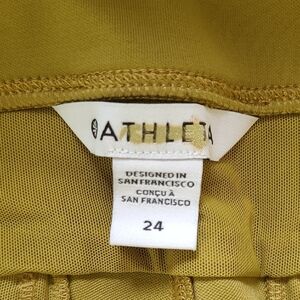 ATHLETA
DESIGNED IN
SAN FRANCISCO
CONÇU À
SAN FRANCISCO
24